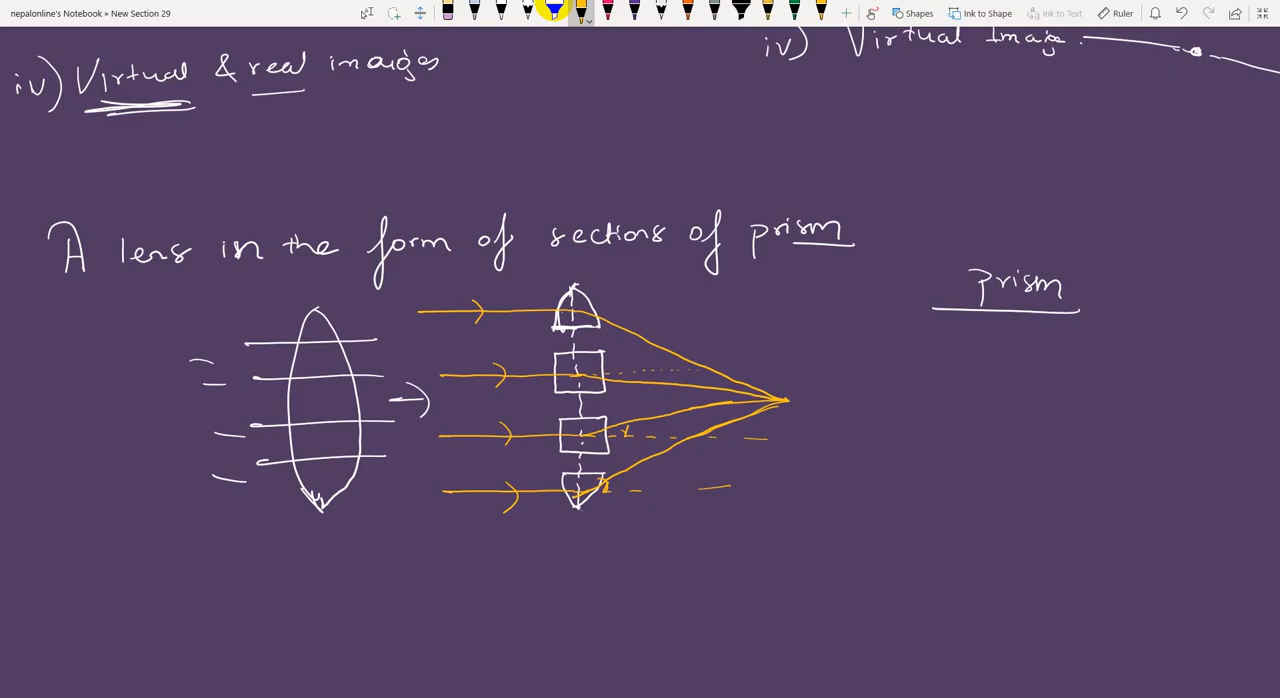 nepalonline's Notebook » New Section 29
Shapes Ink to Shape Ink to Text Ruler
iv) Virtual Image.
iv) Virtual & real images
A lens in the form of sections of prism
Prism